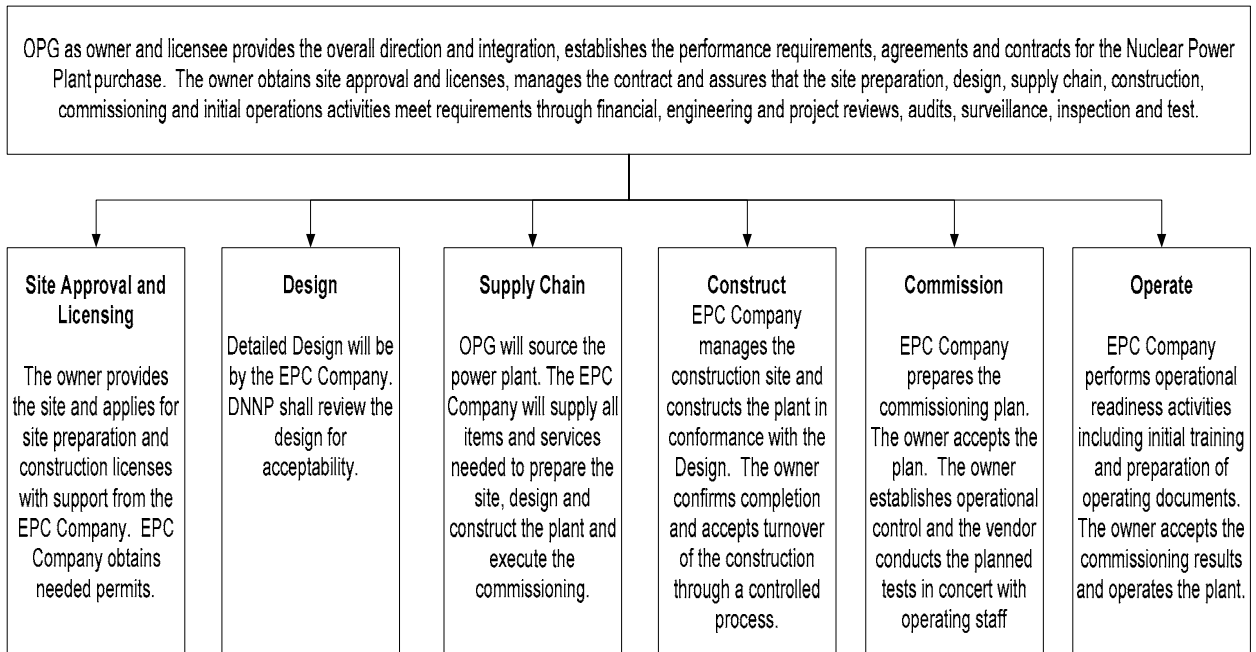 OPG as owner and licensee provides the overall direction and integration, establishes the performance requirements, agreements and contracts for the Nuclear Power
Plant purchase. The owner obtains site approval and licenses, manages the contract and assures that the site preparation, design, supply chain, construction,
commissioning and initial operations activities meet requirements through financial, engineering and project reviews, audits, surveillance, inspection and test.
Site Approval and
Licensing
The owner provides
the site and applies for
site preparation and
construction licenses
with support from the
EPC Company. EPC
Company obtains
needed permits.
Design
Detailed Design will be
by the EPC Company.
DNNP shall review the
design for
acceptability.
Supply Chain
OPG will source the
power plant. The EPC
Company will supply all
items and services
needed to prepare the
site, design and
construct the plant and
execute the
commissioning.
Construct
EPC Company
manages the
construction site and
constructs the plant in
conformance with the
Design. The owner
confirms completion
and accepts turnover
of the construction
through a controlled
process.
Commission
EPC Company
prepares the
commissioning plan.
The owner accepts the
plan. The owner
establishes operational
control and the vendor
conducts the planned
tests in concert with
operating staff
Operate
EPC Company
performs operational
readiness activities
including initial training
and preparation of
operating documents.
The owner accepts the
commissioning results
and operates the plant.